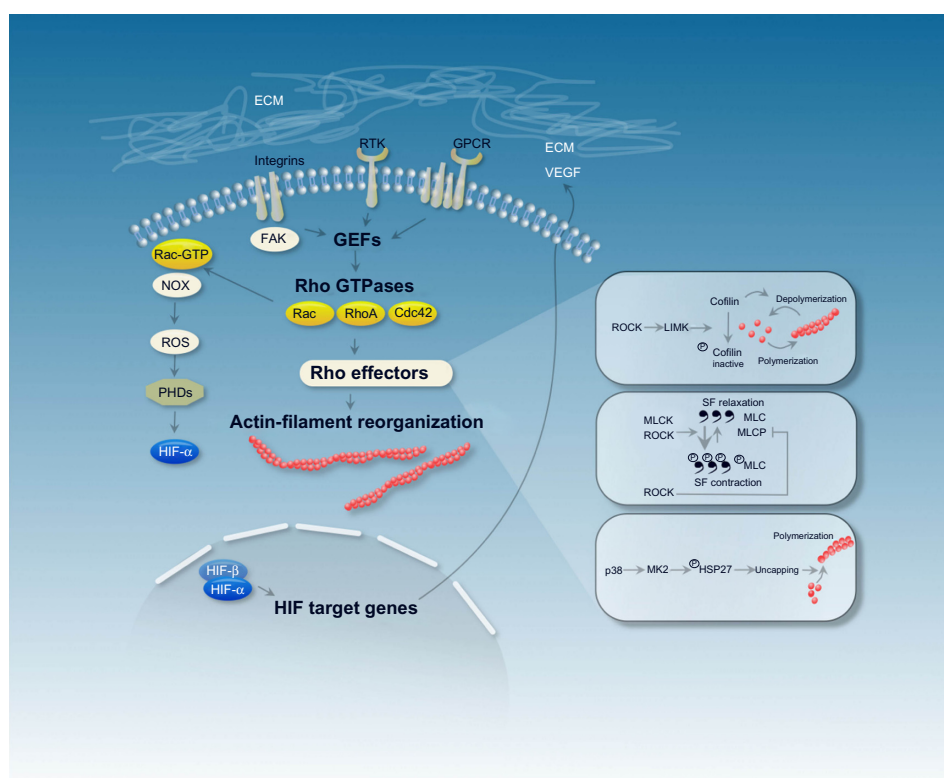 ECM
RTK
GPCR
ECM
VEGF
Integrins
FAK
GEFs
Rac-GTP
NOX
Rho GTPases
Rac
RhoA
Cdc42
ROS
Rho effectors
PHDs
Actin-filament reorganization
HIF-α
HIF-β
HIF-α
HIF target genes
Cofilin
Depolymerization
ROCK
LIMK
P
Cofilin
inactive
Polymerization
SF relaxation
MLCK
MLC
ROCK
MLCP
P P P
P MLC
SF contraction
ROCK
Polymerization
p38
MK2
P HSP27
Uncapping